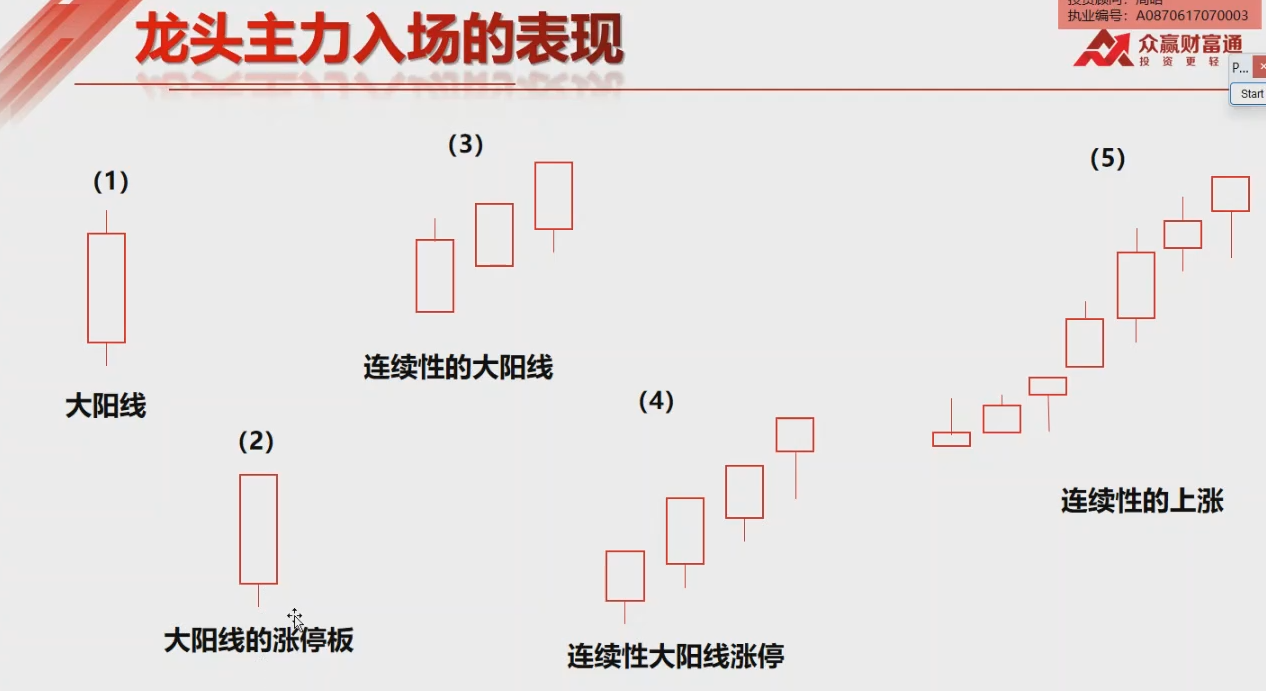 龙头主力入场的表现
执业编号：A0870617070003
众赢财富通
投 资 更 轻
P...
Start
（1）
大阳线
（2）
大阳线的涨停板
（3）
连续性的大阳线
（4）
连续性大阳线涨停
（5）
连续性的上涨